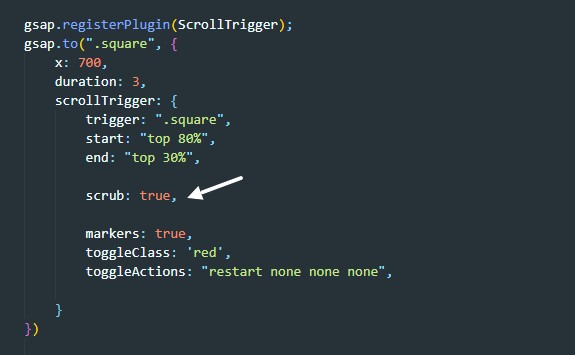 gsap.registerPlugin(ScrollTrigger);
gsap.to(".square", {
x: 700,
duration: 3,
scrollTrigger: {
trigger: ".square",
start: "top 80%",
end: "top 30%",
scrub: true,
markers: true,
toggleClass: 'red',
toggleActions: "restart none none none",
}
})